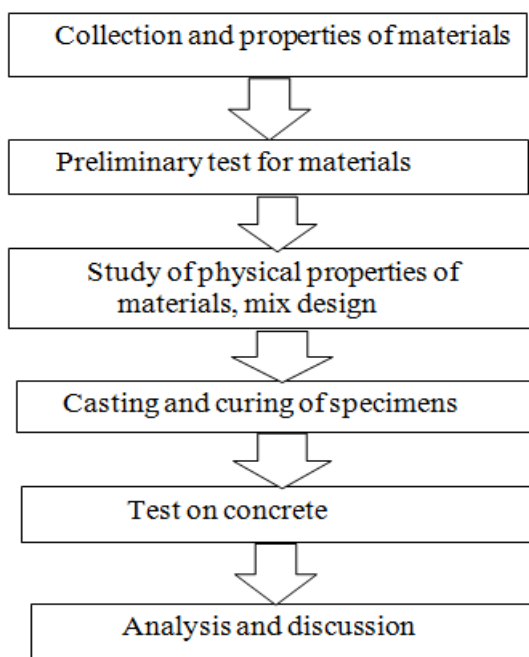 Collection and properties of materials
Preliminary test for materials
Study of physical properties of
materials, mix design
Casting and curing of specimens
Test on concrete
Analysis and discussion